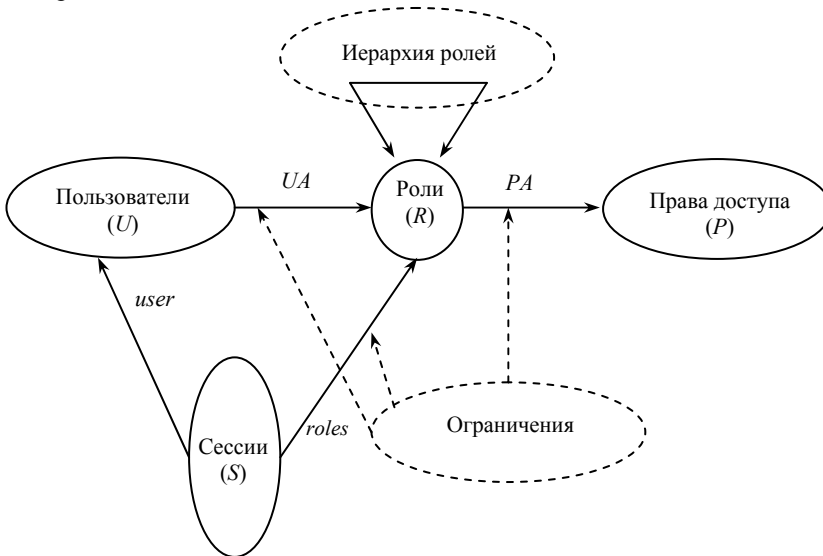 Иерархия ролей
UA
Роли
(R)
PA
Пользователи
(U)
Права доступа
(P)
user
roles
Ограничения
Сессии
(S)